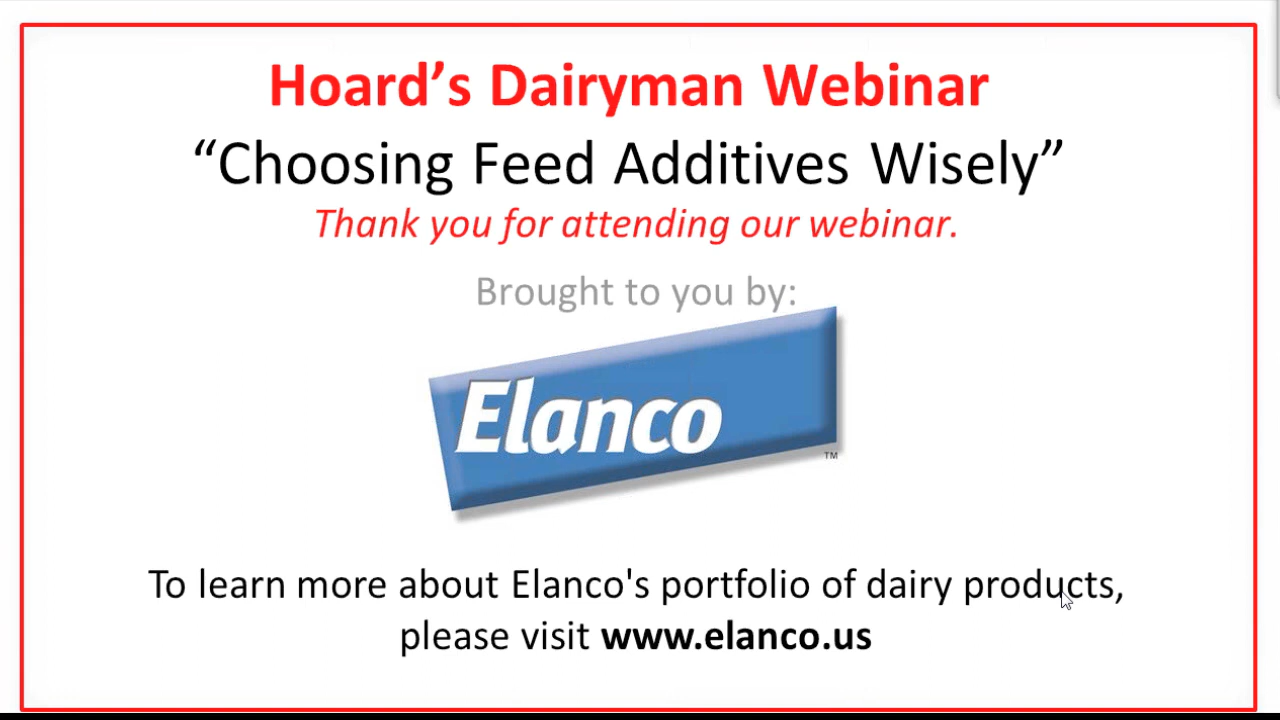 Hoard’s Dairyman Webinar
“Choosing Feed Additives Wisely”
Thank you for attending our webinar.
Brought to you by:
Elanco
TM
To learn more about Elanco's portfolio of dairy products,
please visit www.elanco.us